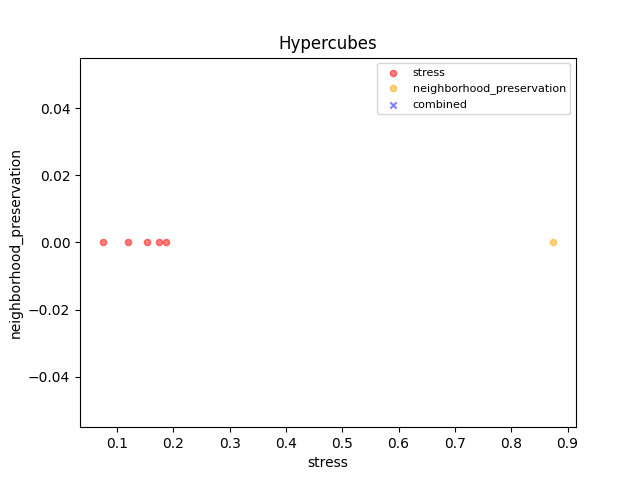 Hypercubes
stress
neighborhood_preservation
combined
0.04
0.02
0.00
−0.02
−0.04
neighborhood_preservation
0.1 0.2 0.3 0.4 0.5 0.6 0.7 0.8 0.9
stress